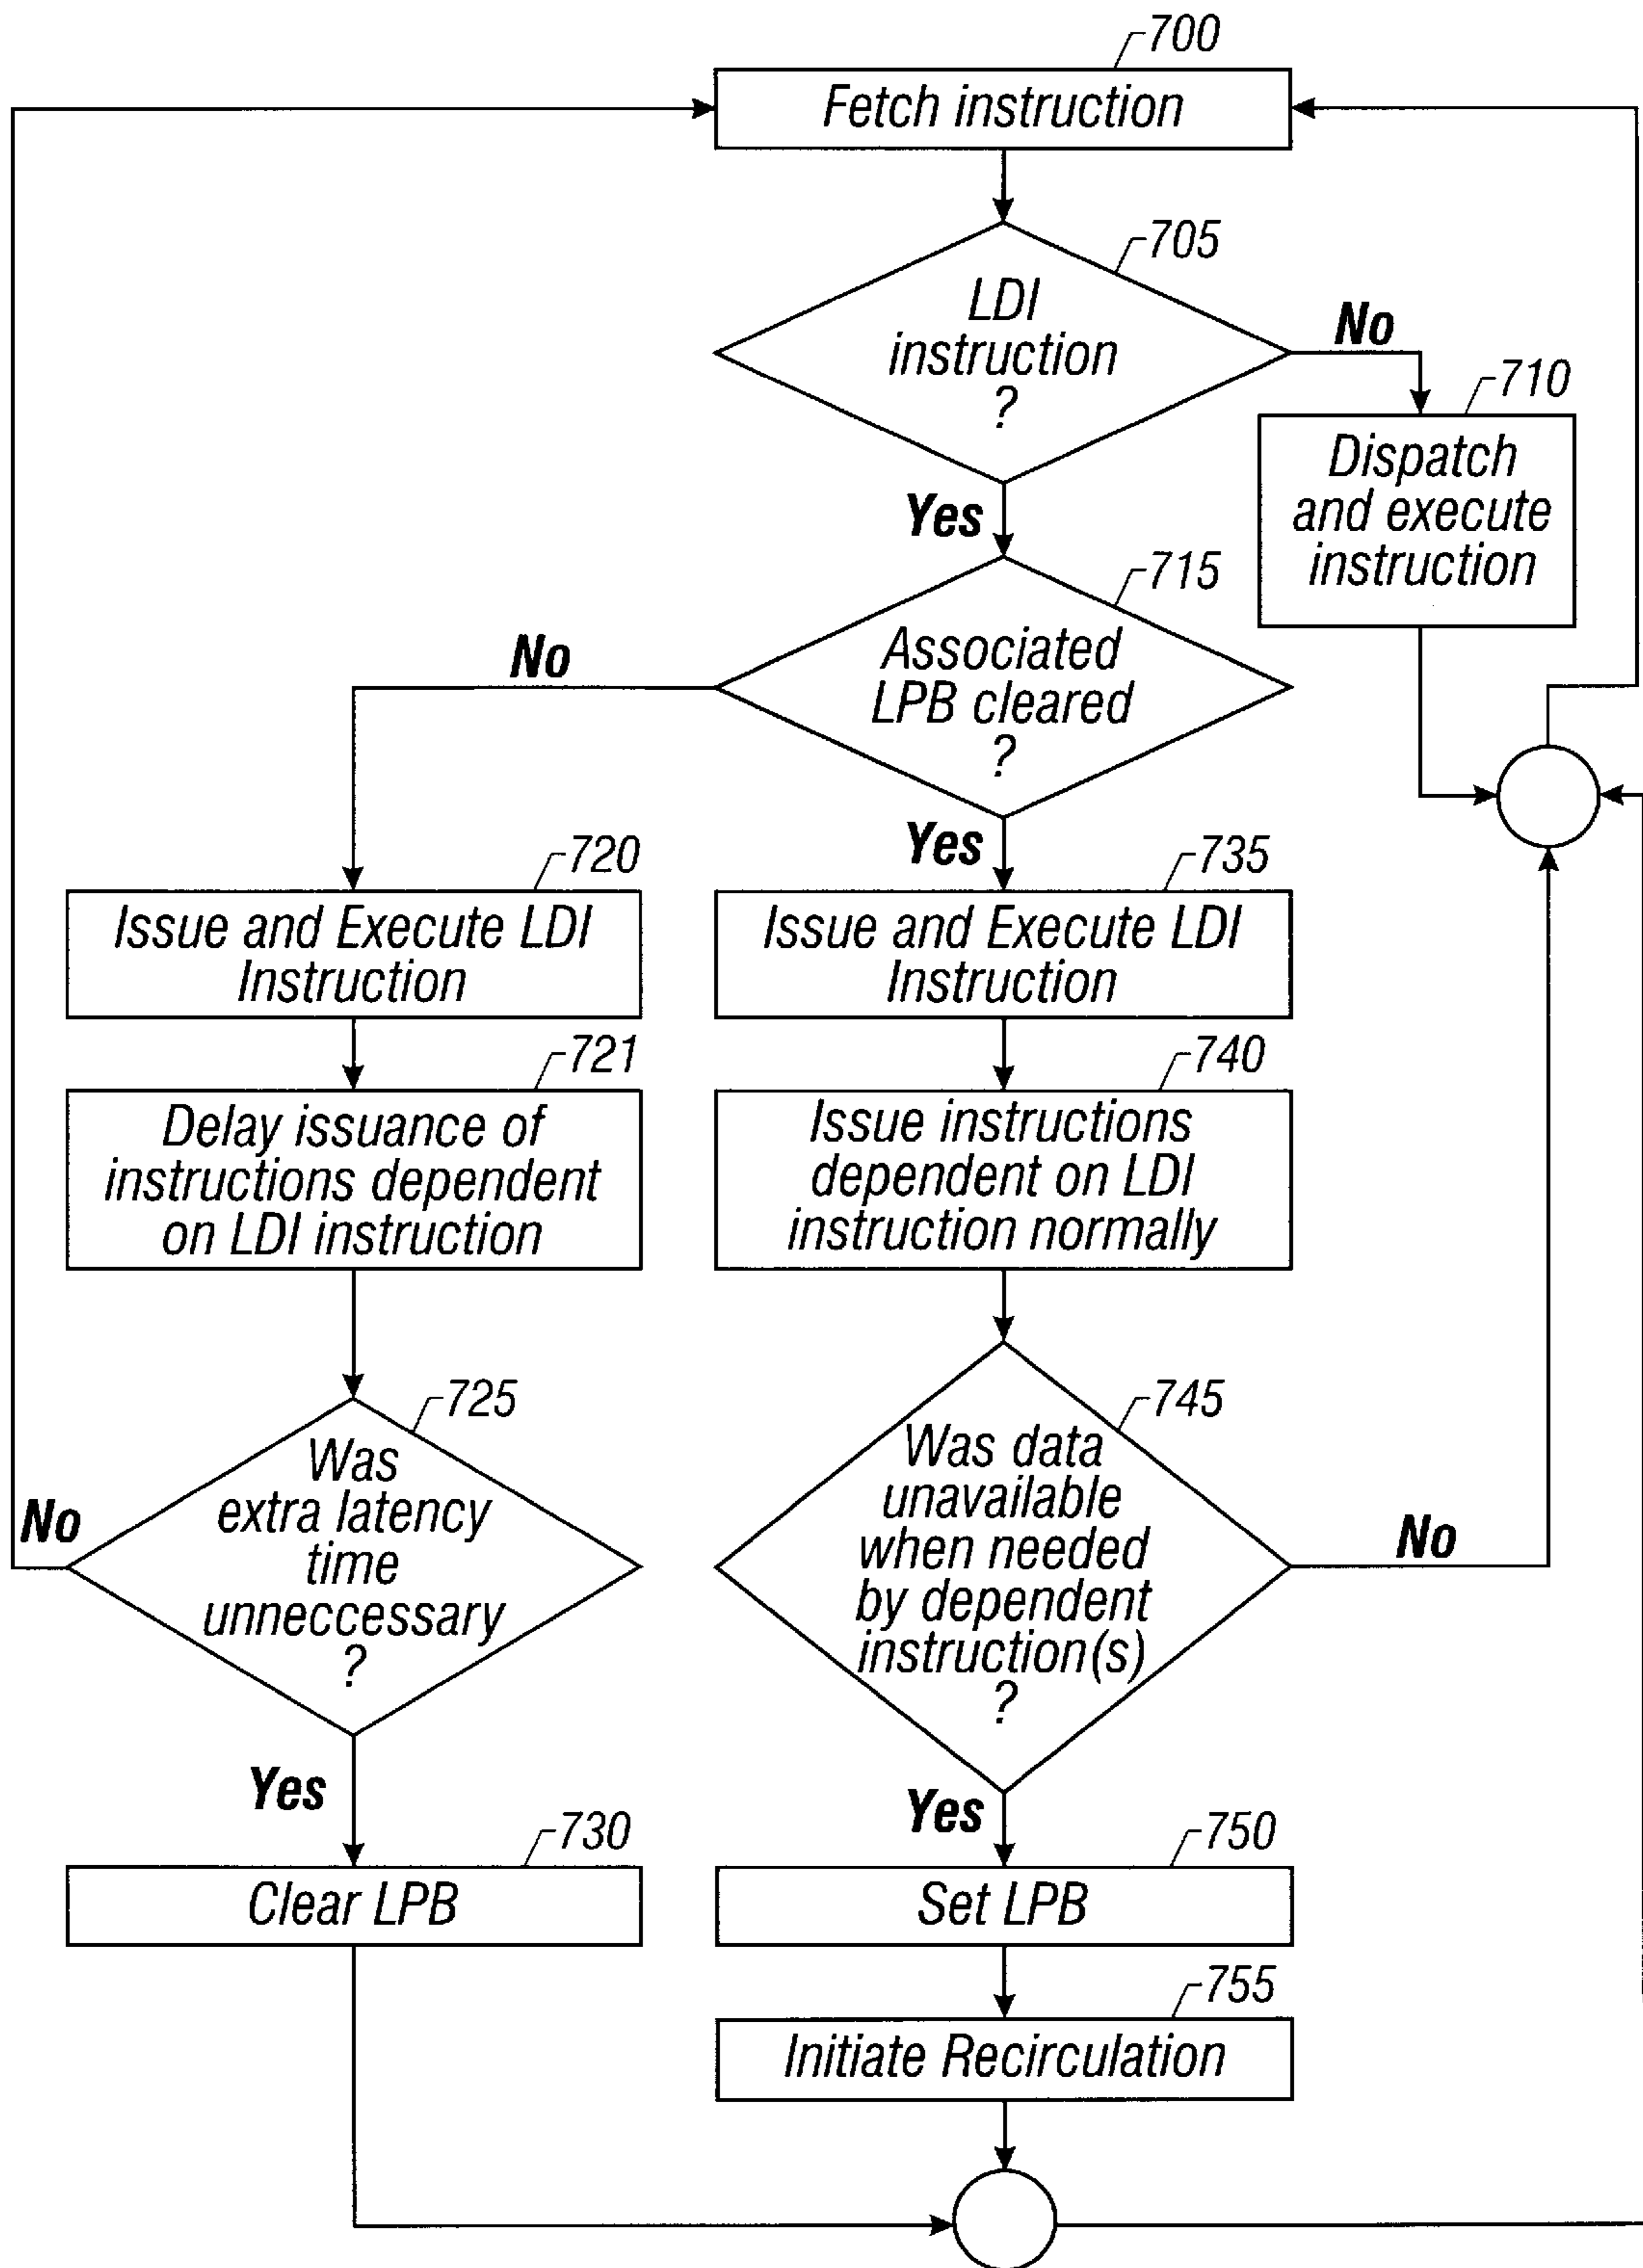 700
Fetch instruction
705
LDI
instruction
?
No
710
Dispatch
and execute
instruction
Yes
715
Associated
LPB cleared
?
No
Yes
720
Issue and Execute LDI
Instruction
735
Issue and Execute LDI
Instruction
721
Delay issuance of
instructions dependent
on LDI instruction
740
Issue instructions
dependent on LDI
instruction normally
725
Was
extra latency
time
unneccessary
?
No
745
Was data
unavailable
when needed
by dependent
instruction(s)
?
No
Yes
730
Clear LPB
Yes
750
Set LPB
755
Initiate Recirculation